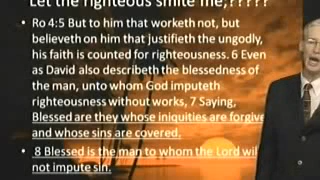 Let the righteous smite me,?????
• Ro 4:5 But to him that worketh not, but
believeth on him that justifieth the ungodly,
his faith is counted for righteousness. 6 Even
as David also describeth the blessedness of
the man, unto whom God imputeth
righteousness without works, 7 Saying,
Blessed are they whose iniquities are forgive
and whose sins are covered.
• 8 Blessed is the man to whom the Lord will
not impute sin.